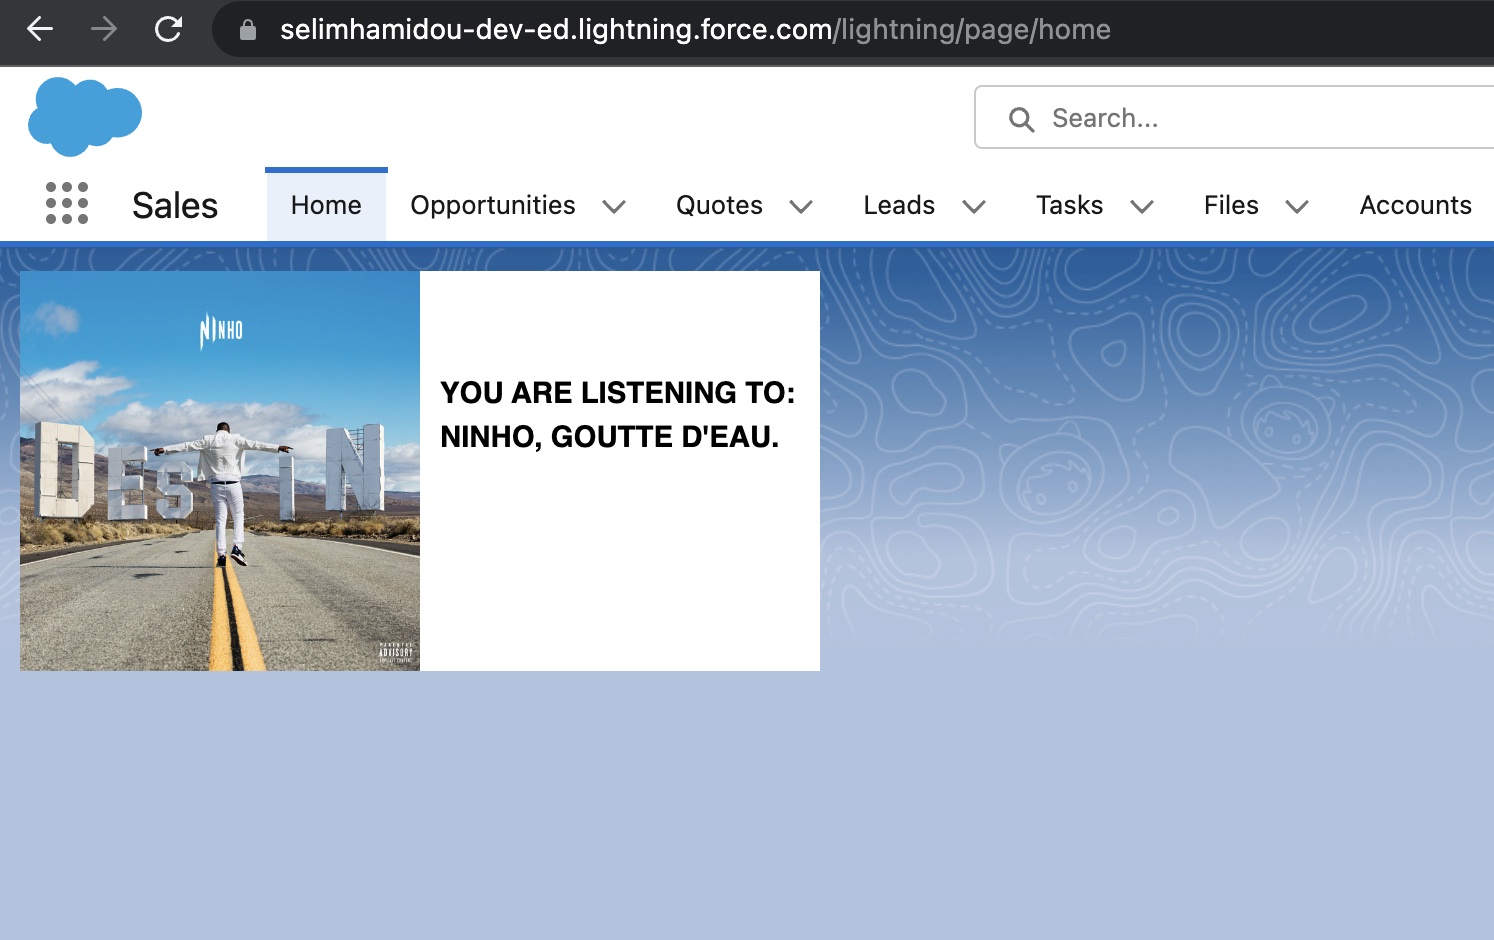 selimhamidou-dev-ed.lightning.force.com/lightning/page/home
Search...
Sales
Home
Opportunities
Quotes
Leads
Tasks
Files
Accounts
NINHO
DESTIN
YOU ARE LISTENING TO:
NINHO, GOUTTE D'EAU.
PARENTAL
ADVISORY
EXPLICIT CONTENT